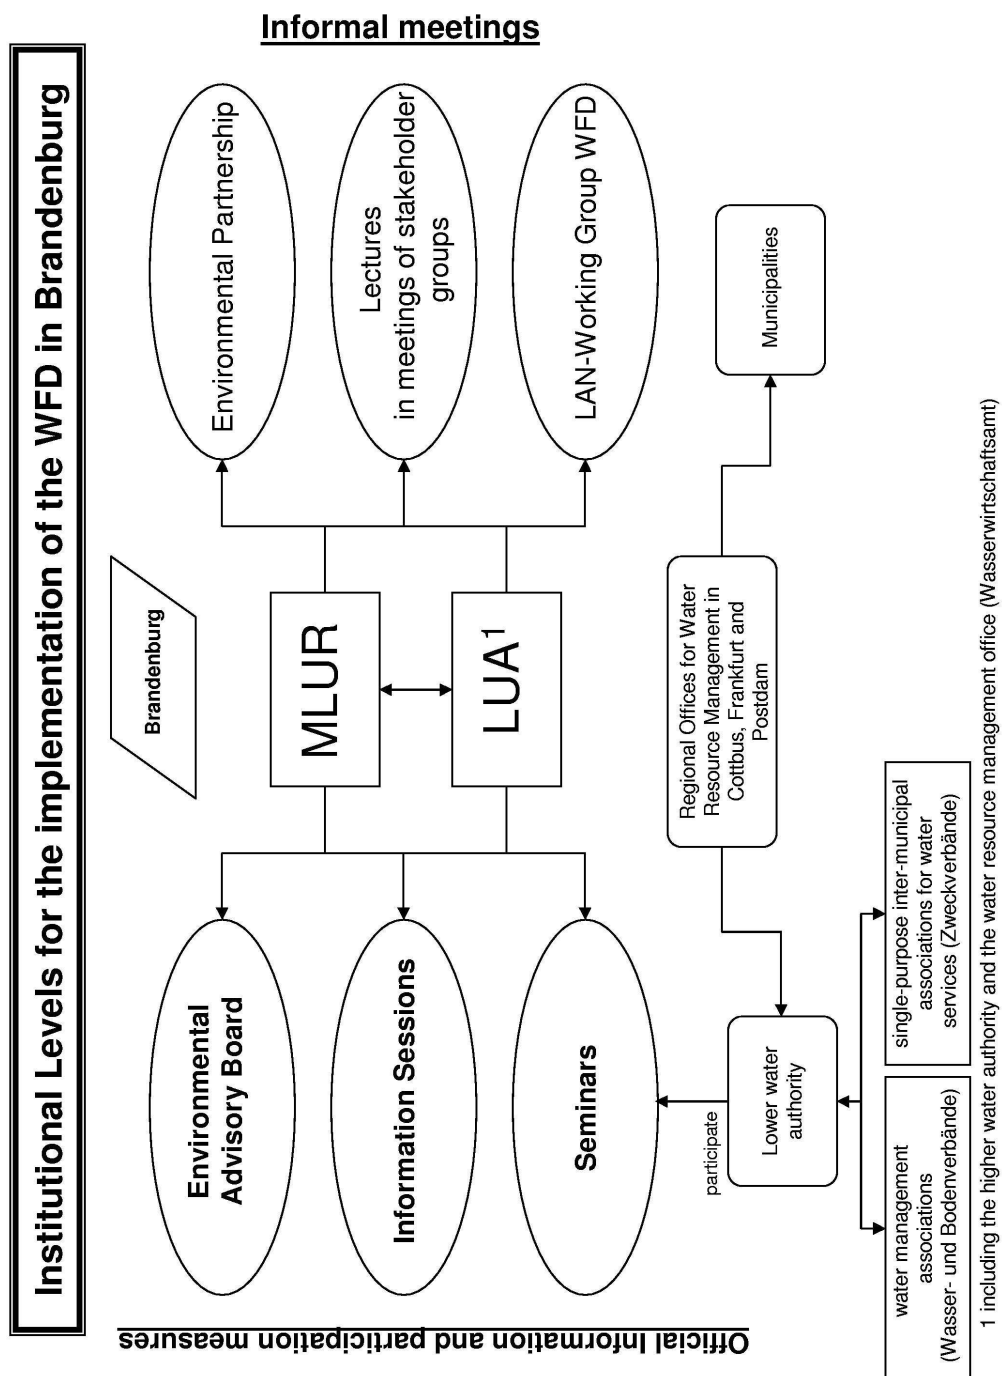 Institutional Levels for the implementation of the WFD in Brandenburg
Brandenburg
Official Information and participation measures
Informal meetings
Environmental
Advisory Board
MLUR
Environmental Partnership
Information Sessions
Lectures
in meetings of stakeholder
groups
Seminars
LUA¹
LAN-Working Group WFD
participate
Lower water
authority
Regional Offices for Water
Resource Management in
Cottbus, Frankfurt and
Postdam
Municipalities
water management
associations
(Wasser- und Bodenverbände)
single-purpose inter-municipal
associations for water
services (Zweckverbände)
1 including the higher water authority and the water resource management office (Wasserwirtschaftsamt)